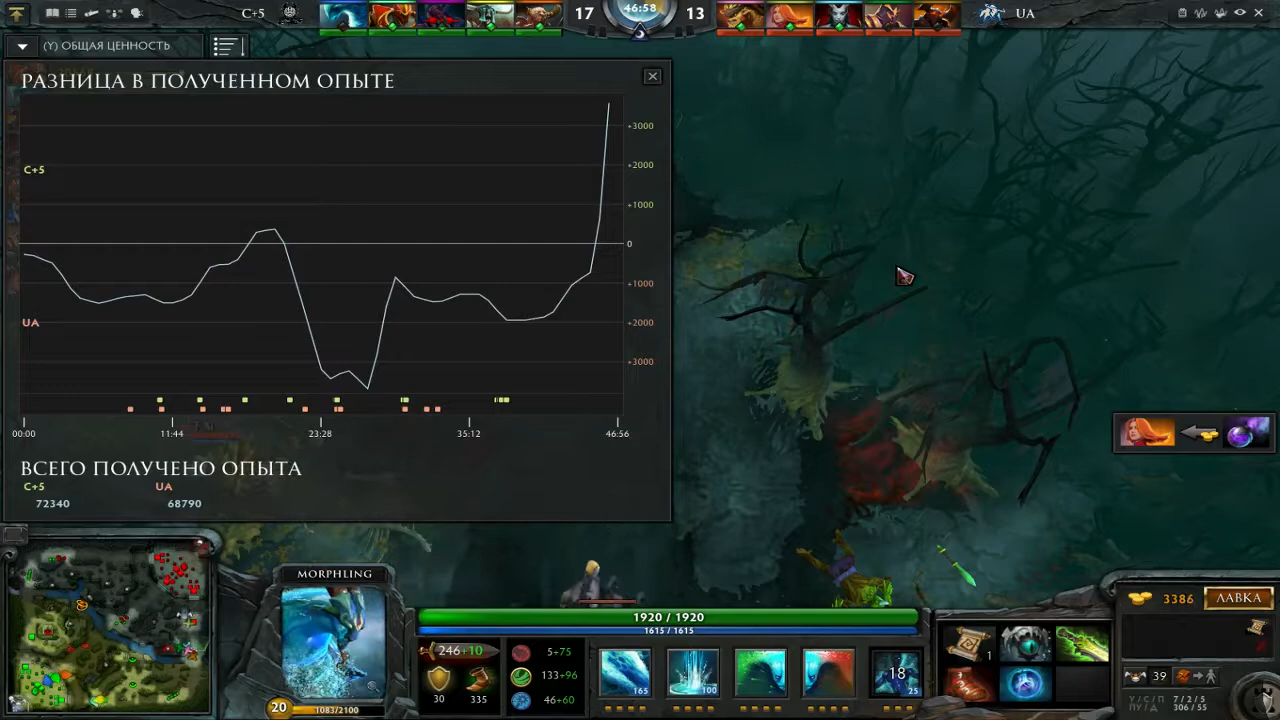 C+5 17 46:58 13 UA
(Y) ОБЩАЯ ЦЕННОСТЬ
РАЗНИЦА В ПОЛУЧЕННОМ ОПЫТЕ
+3000
C+5
+2000
+1000
0
+1000
UA
+2000
+3000
00:00 11:44 23:28 35:12 46:56
ВСЕГО ПОЛУЧЕНО ОПЫТА
C+5 UA
72340 68790
MORPHLING
1920 / 1920
1615 / 1615
246+10
30 335
5+75
133+96
46+60
165 100 18 25
1
20 1083/2100
3386 ЛАВКА
39
У/С/П 7/2/5
ПУ/Д 306/55